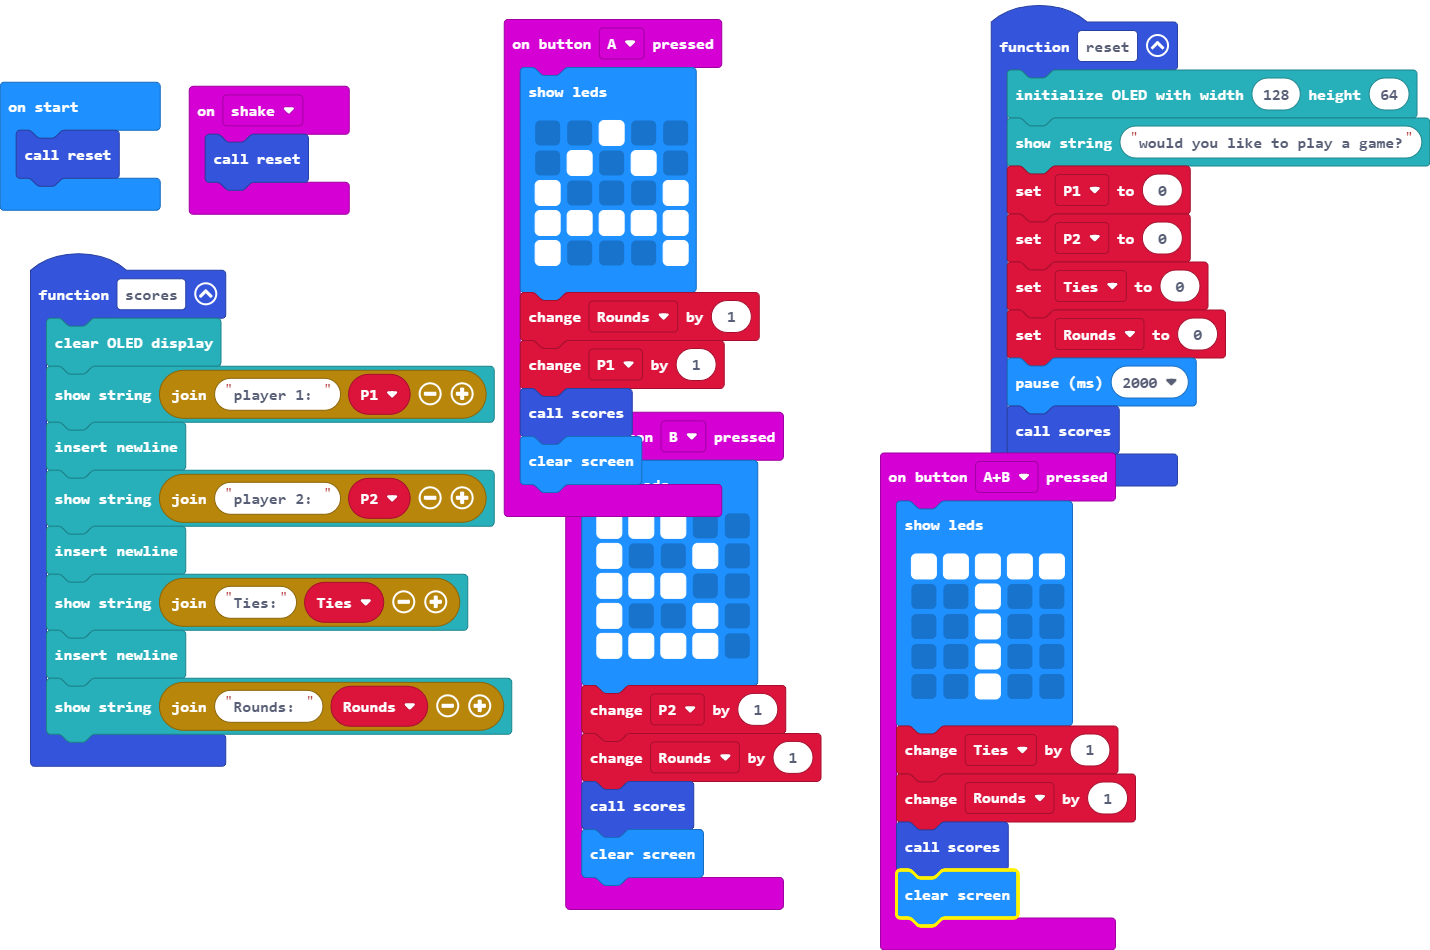 on start
call reset
on shake
call reset
function scores
clear OLED display
show string join "player 1: " P1
insert newline
show string join "player 2: " P2
insert newline
show string join "Ties:" Ties
insert newline
show string join "Rounds: " Rounds
on button A pressed
show leds
change Rounds by 1
change P1 by 1
call scores
clear screen
on B pressed
change P2 by 1
change Rounds by 1
call scores
clear screen
function reset
initialize OLED with width 128 height 64
show string "would you like to play a game?"
set P1 to 0
set P2 to 0
set Ties to 0
set Rounds to 0
pause (ms) 2000
call scores
on button A+B pressed
show leds
change Ties by 1
change Rounds by 1
call scores
clear screen